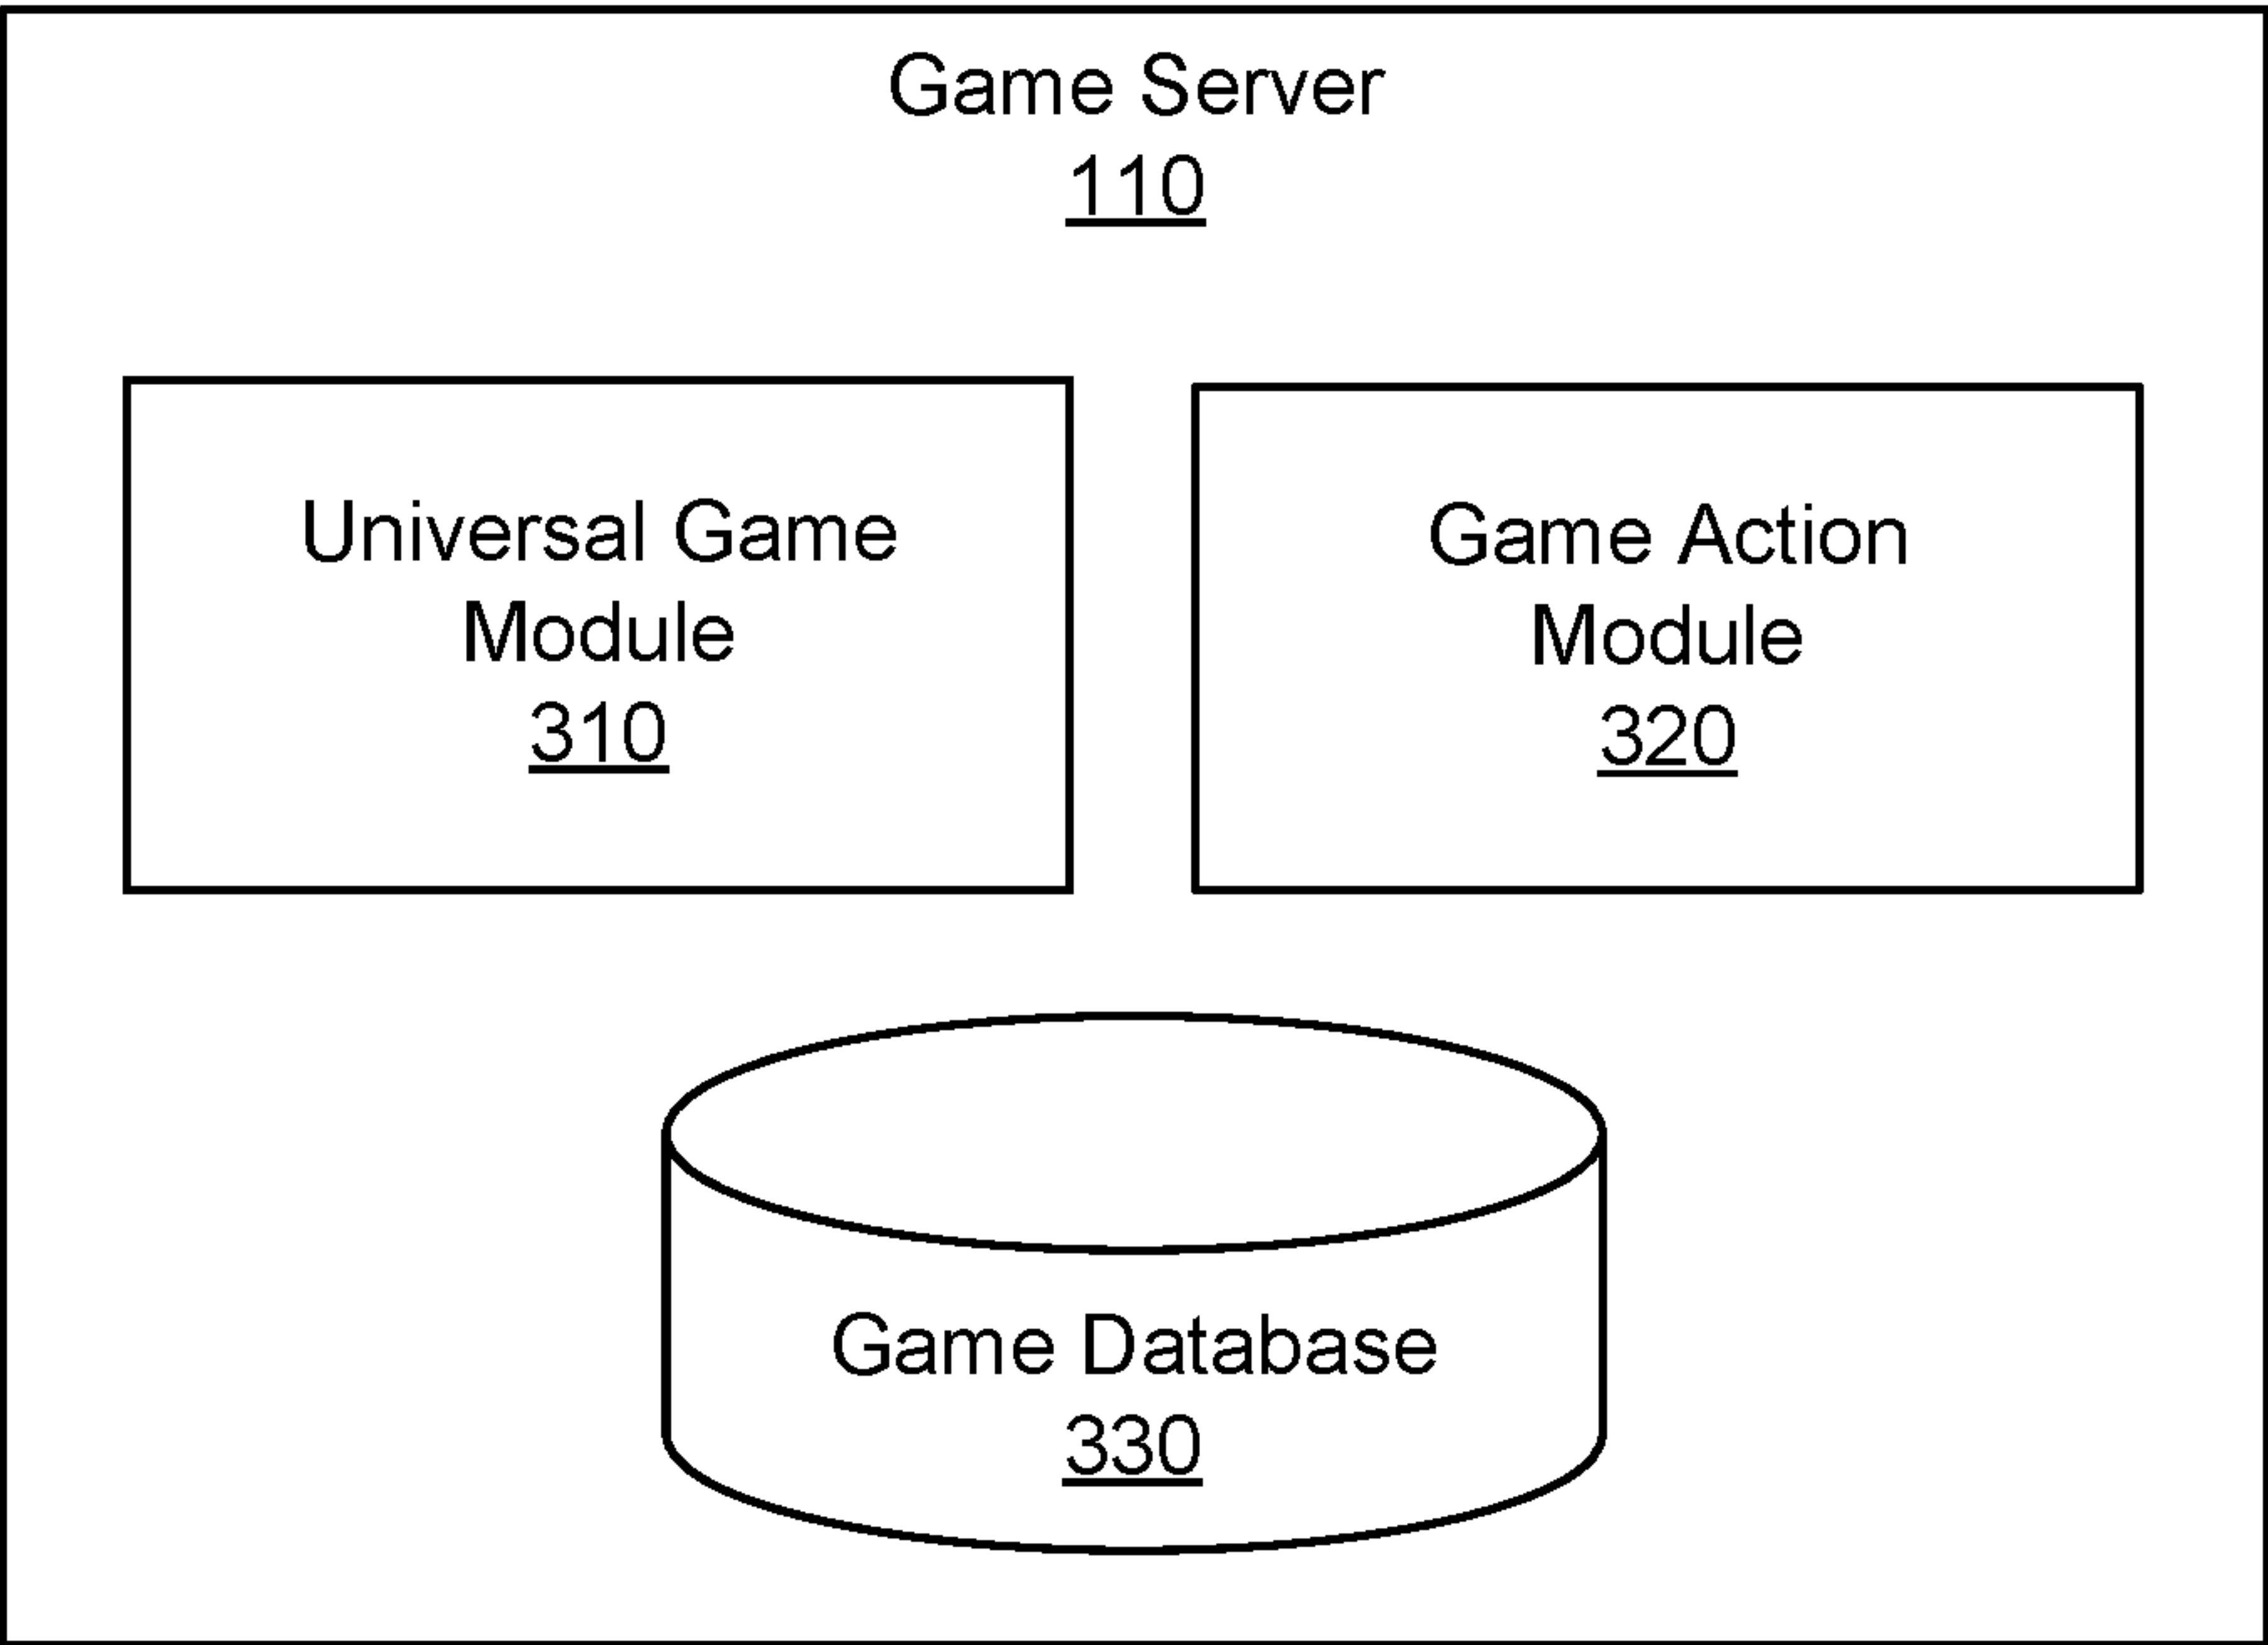 Game Server
110
Universal Game
Module
310
Game Action
Module
320
Game Database
330